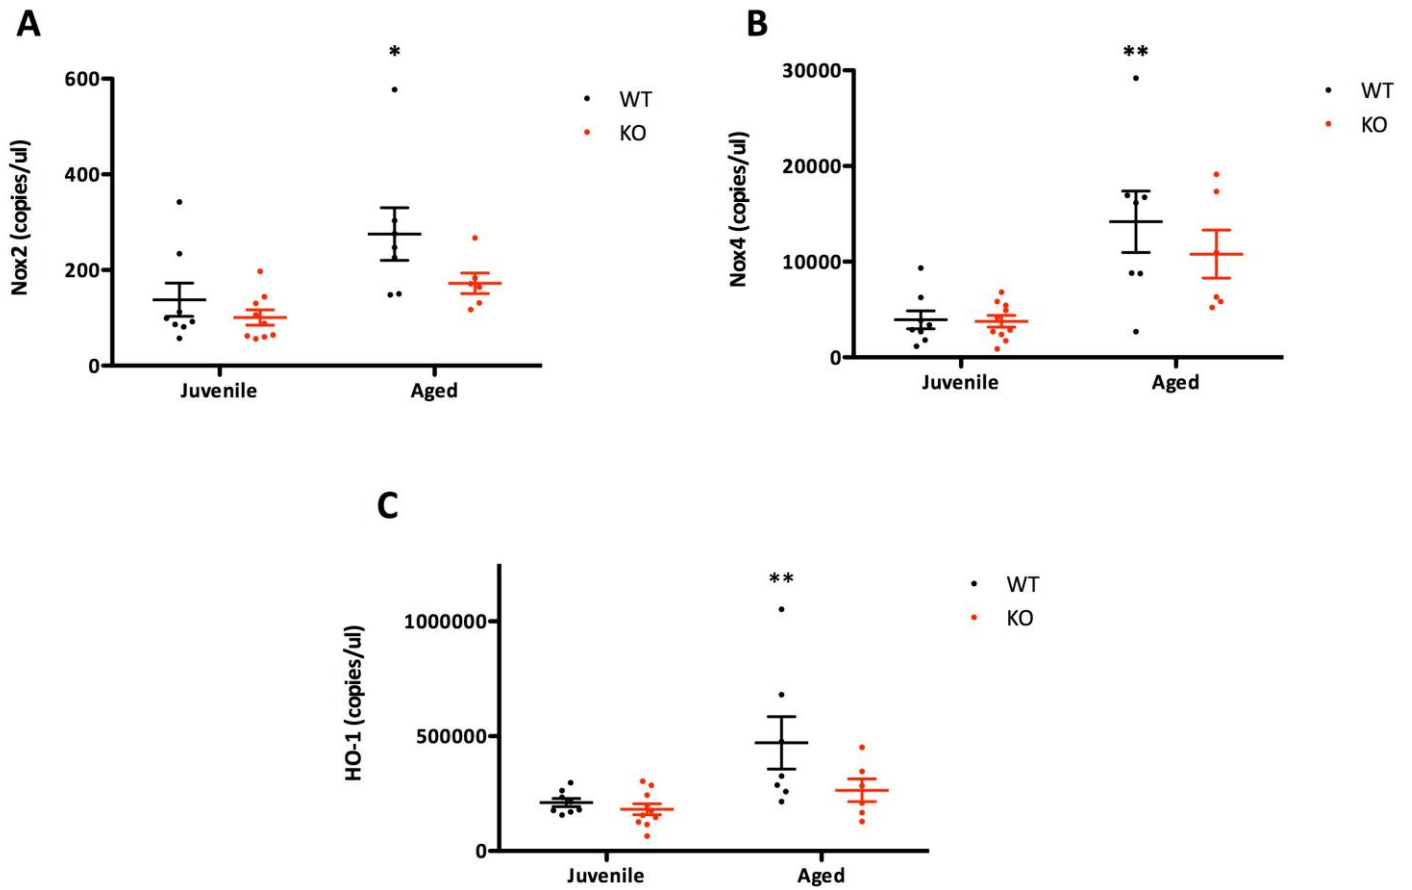 A
*
600
400
200
0
Nox2 (copies/ul)
WT
KO
Juvenile Aged
B
**
30000
20000
10000
0
Nox4 (copies/ul)
WT
KO
Juvenile Aged
C
**
1000000
500000
0
HO-1 (copies/ul)
WT
KO
Juvenile Aged